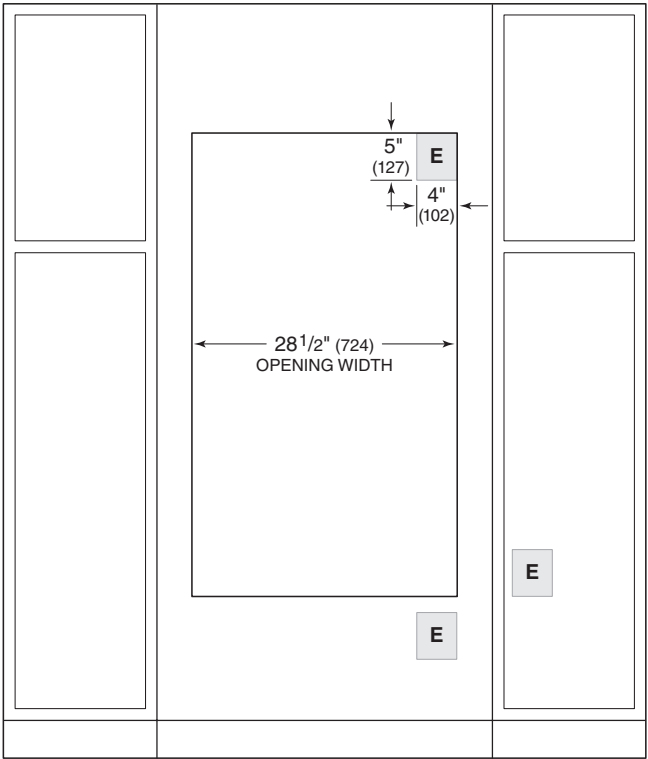 5"
(127)
E
4"
(102)
28 1/2" (724)
OPENING WIDTH
E
E